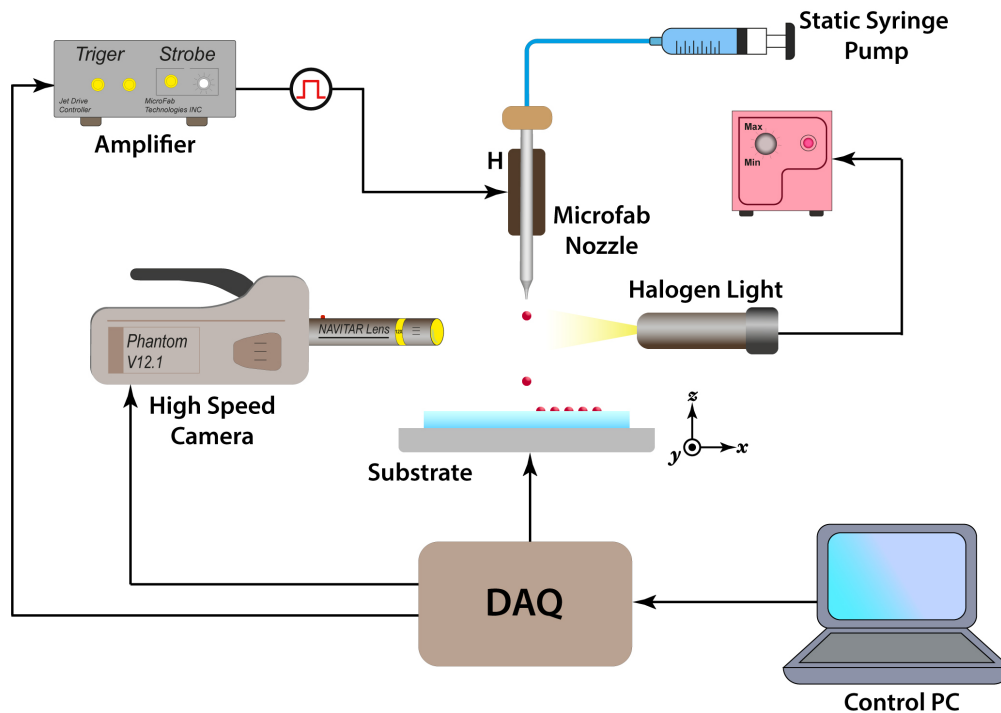 Static Syringe
Pump
Triger Strobe
Jet Drive
Controller
MicroFab
Technologies INC
Amplifier
H
Max
Min
Microfab
Nozzle
Halogen Light
NAVITAR Lens
Phantom
V12.1
High Speed
Camera
Substrate
z
y
x
DAQ
Control PC